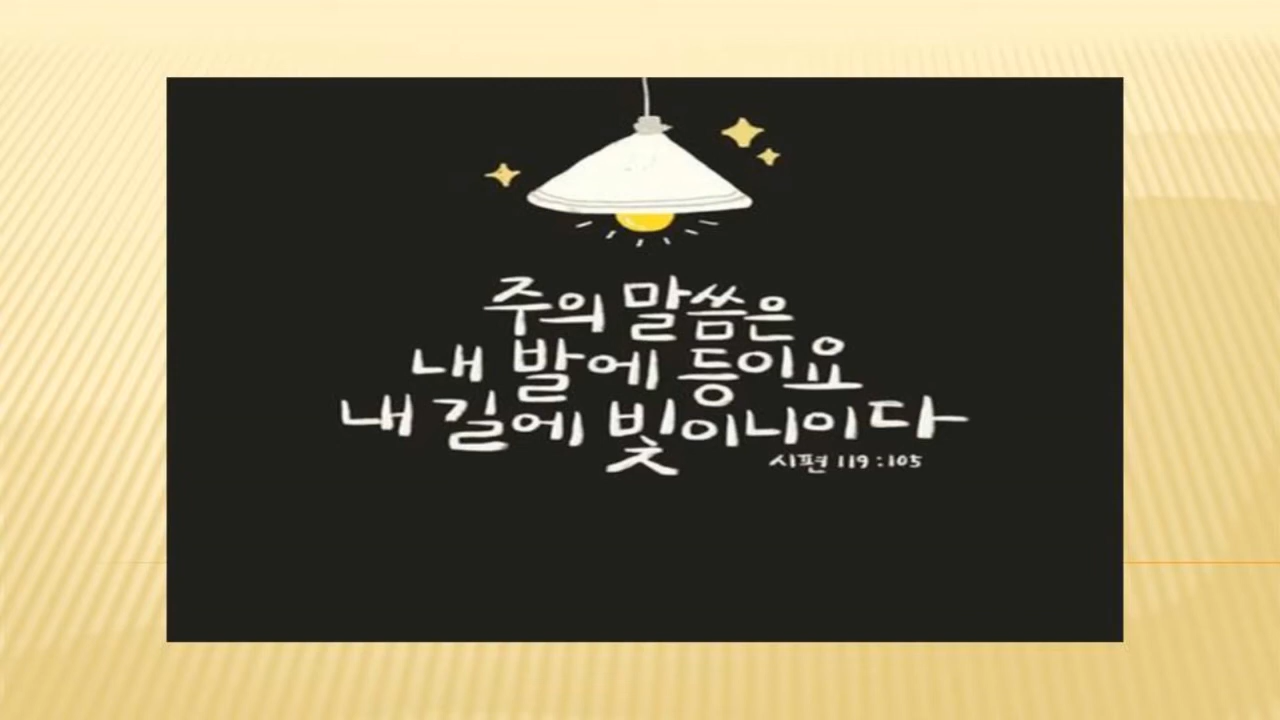 주의 말씀은
내 발에 등이요
내 길에 빛이니이다
시편 119:105